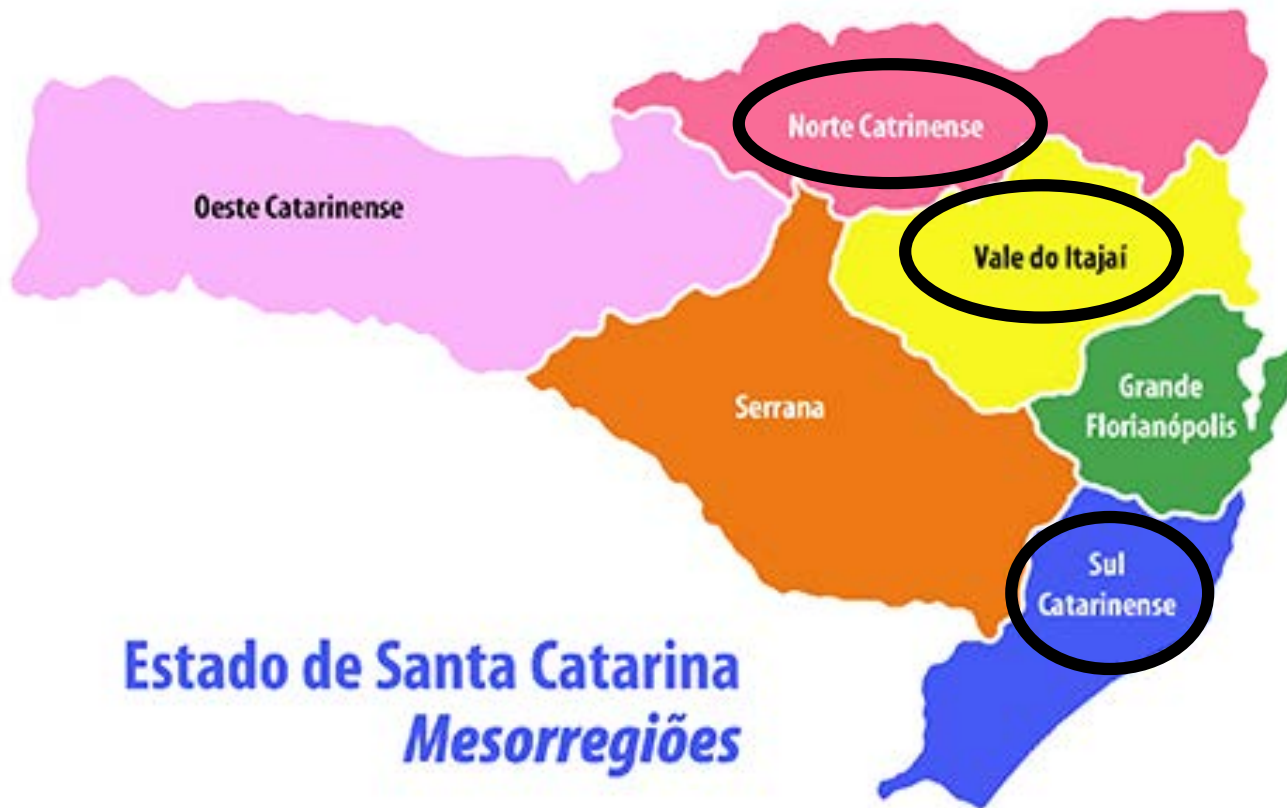 Norte Catrinense
Oeste Catarinense
Vale do Itajaí
Serrana
Grande
Florianópolis
Sul
Catarinense
Estado de Santa Catarina
Mesorregiões